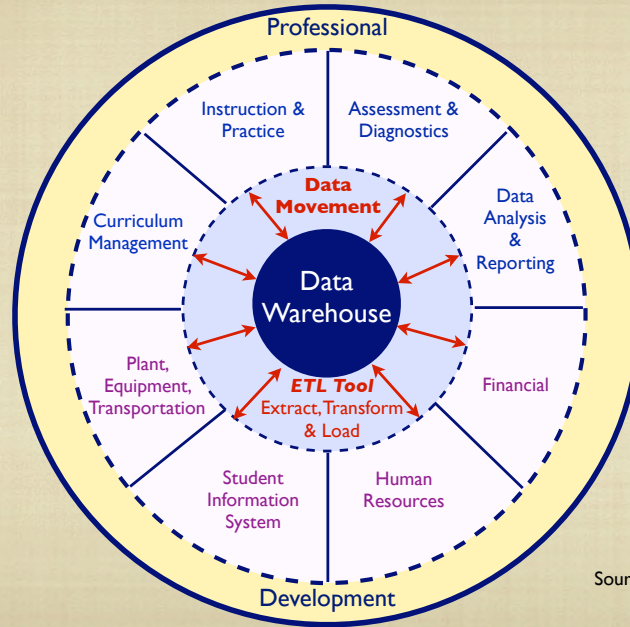 Professional
Instruction &
Practice
Assessment &
Diagnostics
Data
Movement
Curriculum
Management
Data
Analysis
&
Reporting
Data
Warehouse
Plant,
Equipment,
Transportation
ETL Tool
Extract, Transform
& Load
Financial
Student
Information
System
Human
Resources
Development